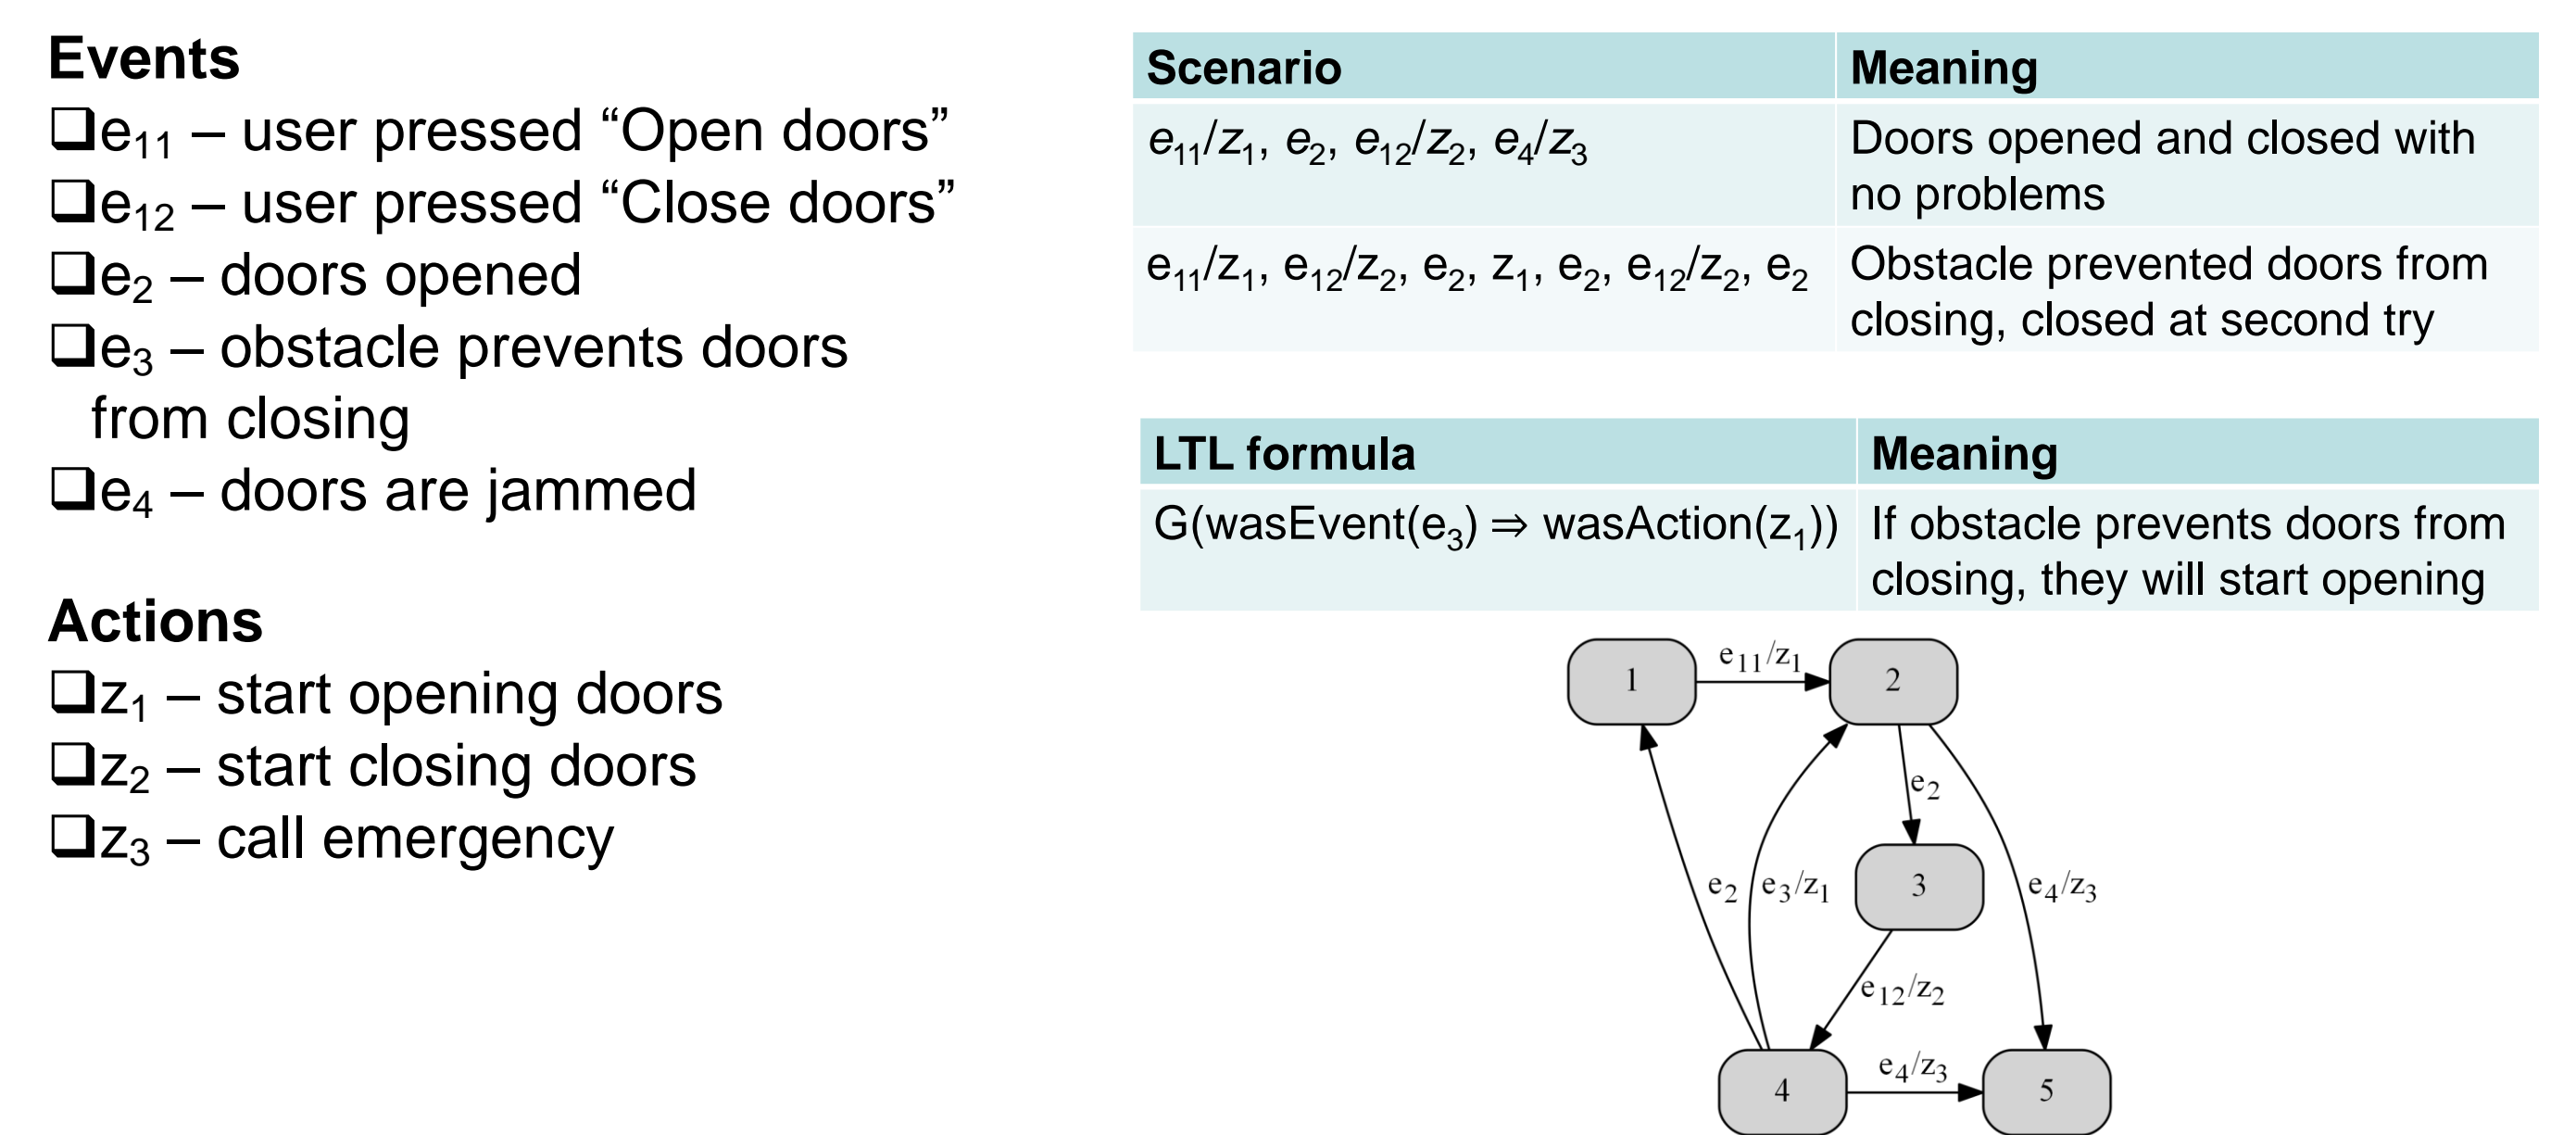 Events
❑e₁₁ – user pressed “Open doors”
❑e₁₂ – user pressed “Close doors”
❑e₂ – doors opened
❑e₃ – obstacle prevents doors
from closing
❑e₄ – doors are jammed
Actions
❑z₁ – start opening doors
❑z₂ – start closing doors
❑z₃ – call emergency
Scenario Meaning
e₁₁/z₁, e₂, e₁₂/z₂, e₄/z₃ Doors opened and closed with
no problems
e₁₁/z₁, e₁₂/z₂, e₂, z₁, e₂, e₁₂/z₂, e₂ Obstacle prevented doors from
closing, closed at second try
LTL formula Meaning
G(wasEvent(e₃) ⇒ wasAction(z₁)) If obstacle prevents doors from
closing, they will start opening
1 e₁₁/z₁ 2
e₂
e₂ e₃/z₁ 3 e₄/z₃
e₁₂/z₂
4 e₄/z₃ 5